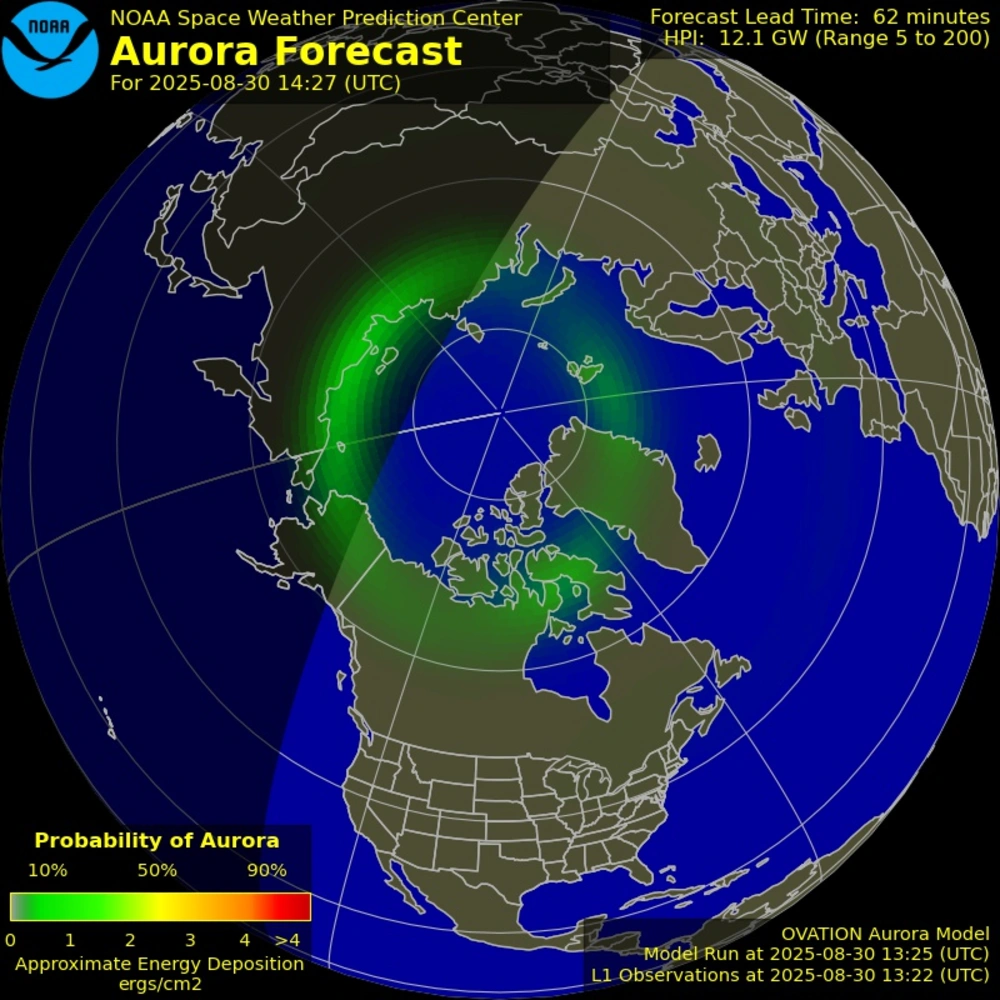 NOAA
NOAA Space Weather Prediction Center
Aurora Forecast
For 2025-08-30 14:27 (UTC)
Forecast Lead Time: 62 minutes
HPI: 12.1 GW (Range 5 to 200)
Probability of Aurora
10% 50% 90%
0 1 2 3 4 >4
Approximate Energy Deposition
ergs/cm2
OVATION Aurora Model
Model Run at 2025-08-30 13:25 (UTC)
L1 Observations at 2025-08-30 13:22 (UTC)